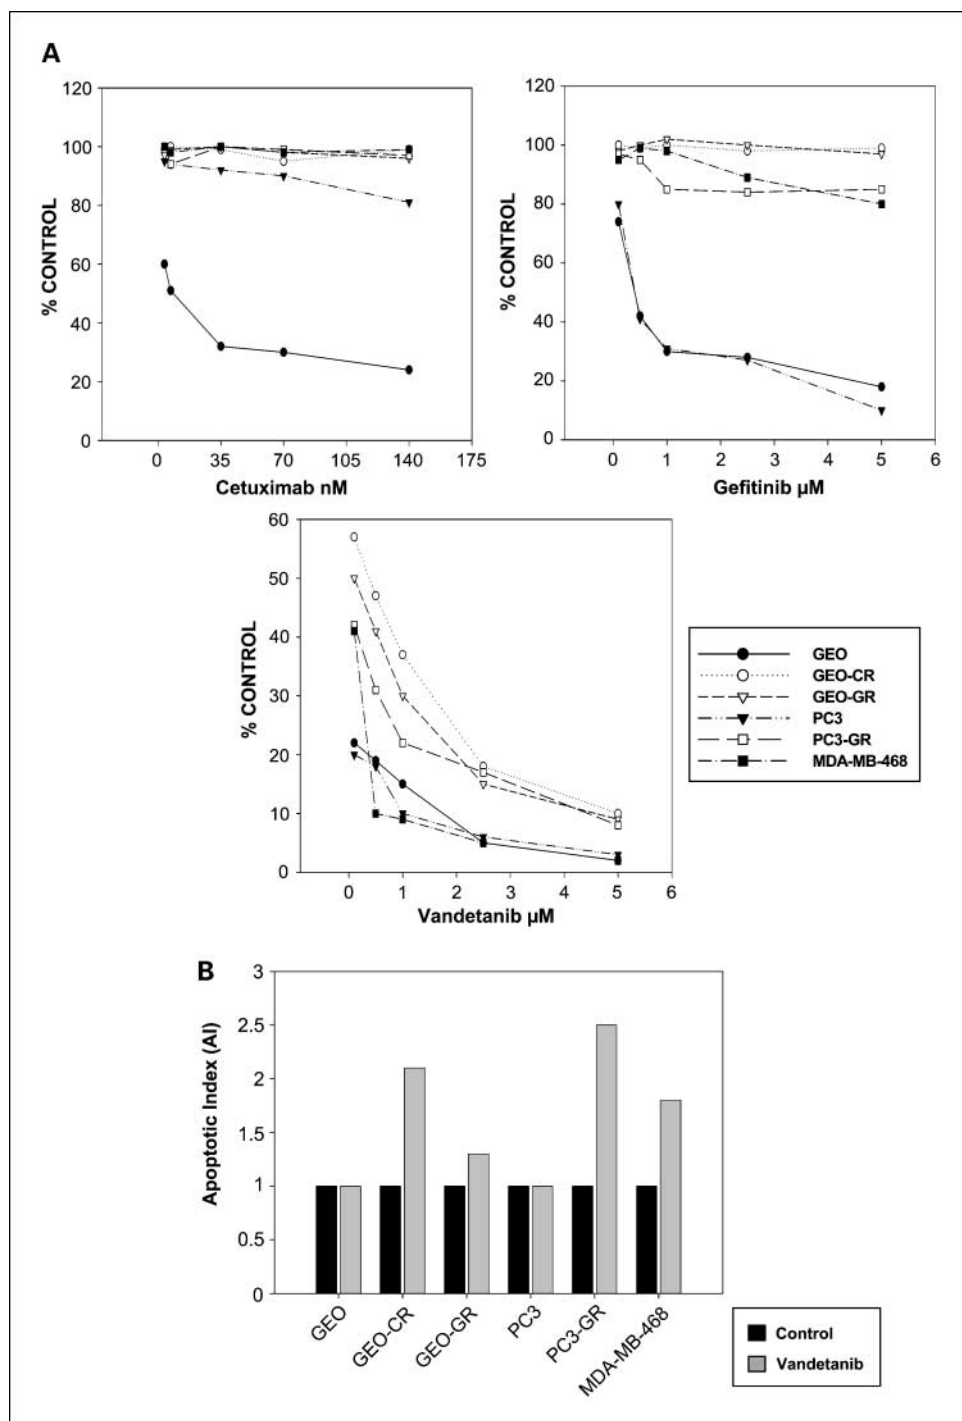 A
120
100
80
60
40
20
0
% CONTROL
0 35 70 105 140 175
Cetuximab nM
120
100
80
60
40
20
0
% CONTROL
0 1 2 3 4 5 6
Gefitinib µM
60
50
40
30
20
10
0
% CONTROL
0 1 2 3 4 5 6
Vandetanib µM
GEO
GEO-CR
GEO-GR
PC3
PC3-GR
MDA-MB-468
B
3
2.5
2
1.5
1
0.5
0
Apoptotic Index (AI)
GEO
GEO-CR
GEO-GR
PC3
PC3-GR
MDA-MB-468
Control
Vandetanib